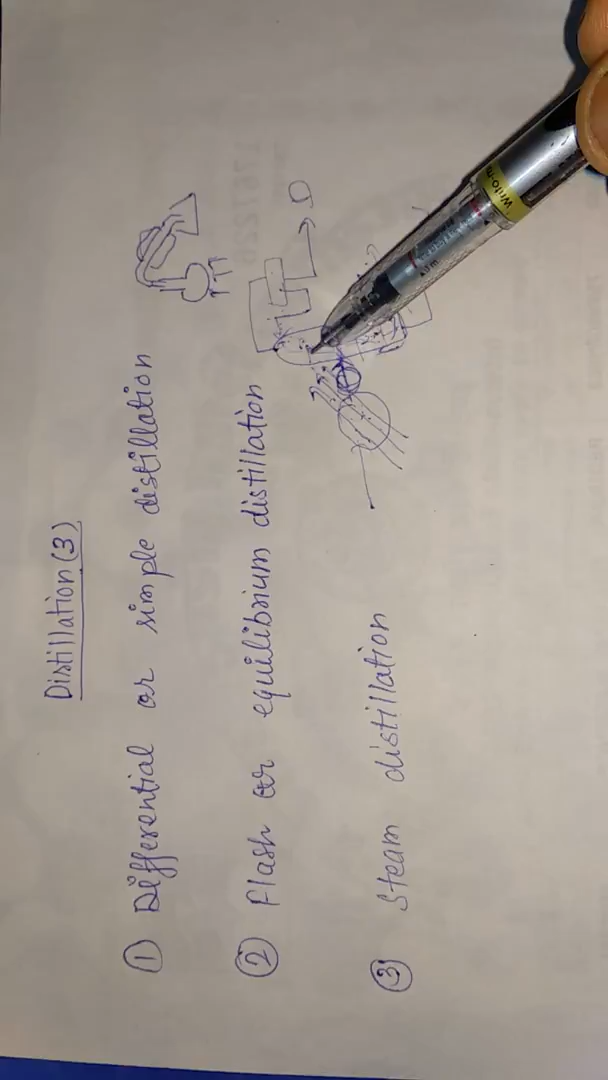 Distillation (3)
① Differential or simple distillation
② Flash or equilibrium distillation
D
③ Steam distillation